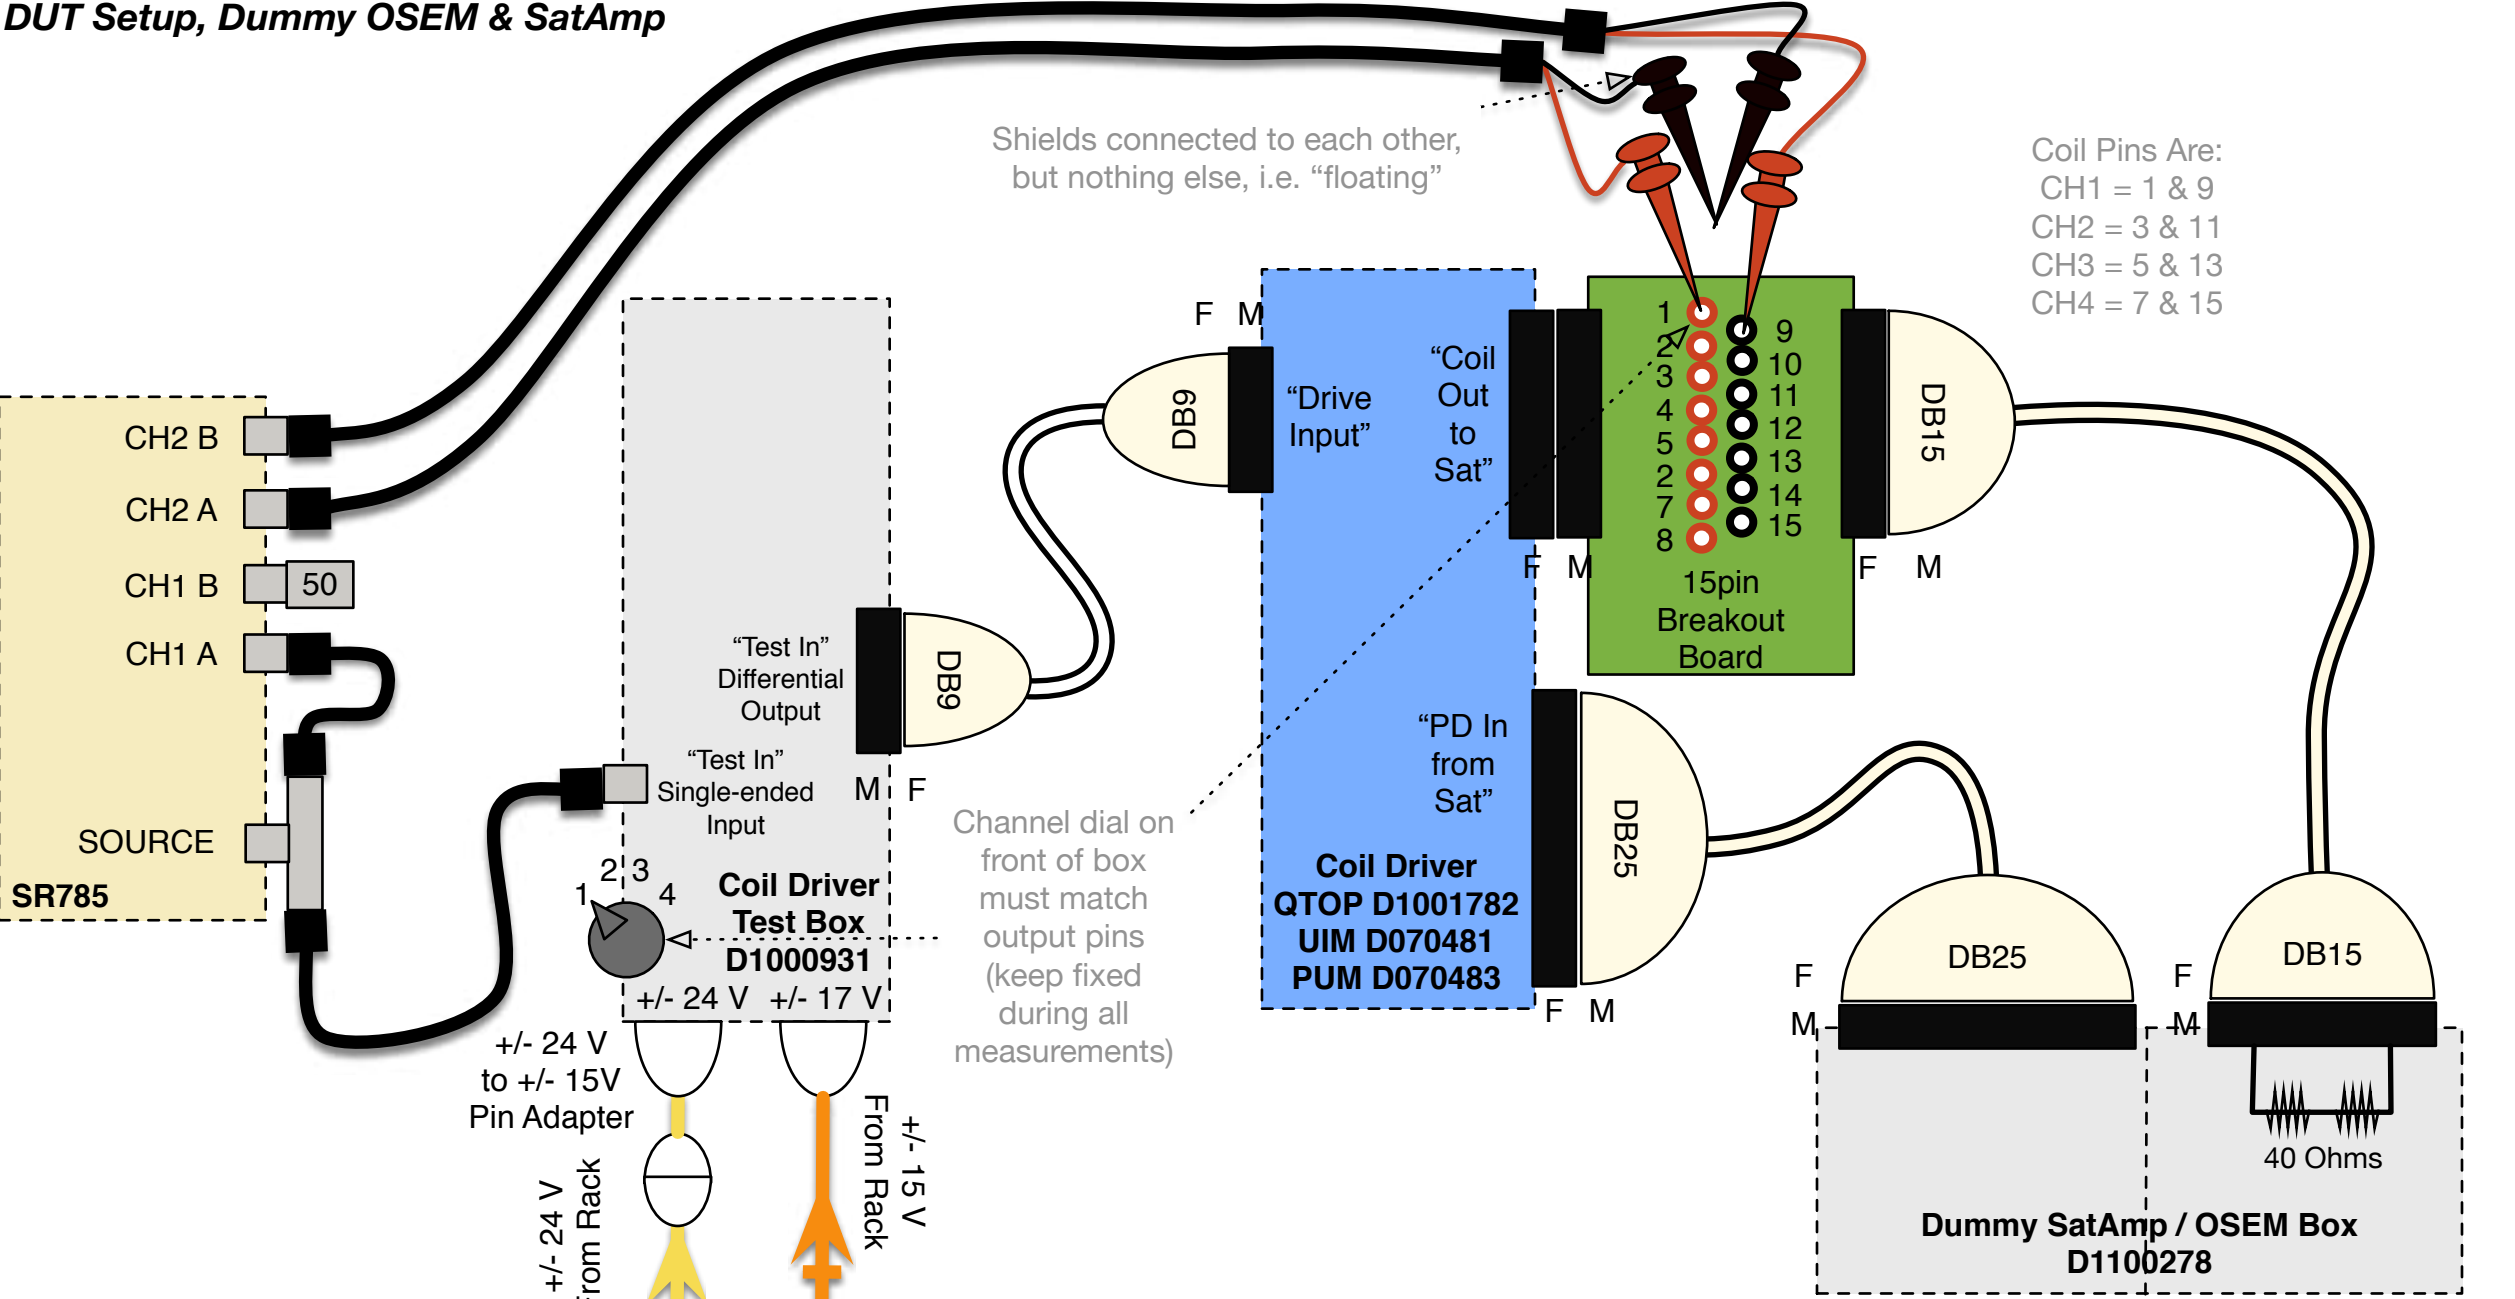 DUT Setup, Dummy OSEM & SatAmp
Shields connected to each other,
but nothing else, i.e. “floating”
Coil Pins Are:
CH1 = 1 & 9
CH2 = 3 & 11
CH3 = 5 & 13
CH4 = 7 & 15
CH2 B
CH2 A
CH1 B
50
CH1 A
SOURCE
SR785
“Test In”
Differential
Output
“Test In”
Single-ended
Input
M
F
DB9
1
2
3
4
Coil Driver
Test Box
D1000931
+/- 24 V
+/- 17 V
+/- 24 V
to +/- 15V
Pin Adapter
+/- 24 V
From Rack
+/- 15 V
From Rack
Channel dial on
front of box
must match
output pins
(keep fixed
during all
measurements)
F
M
DB9
“Drive
Input”
“Coil
Out
to
Sat”
F
M
“PD In
from
Sat”
Coil Driver
QTOP D1001782
UIM D070481
PUM D070483
F
M
DB25
1
2
3
4
5
2
7
8
9
10
11
12
13
14
15
15pin
Breakout
Board
F
M
DB15
F
M
DB25
F
M
DB15
40 Ohms
Dummy SatAmp / OSEM Box
D1100278